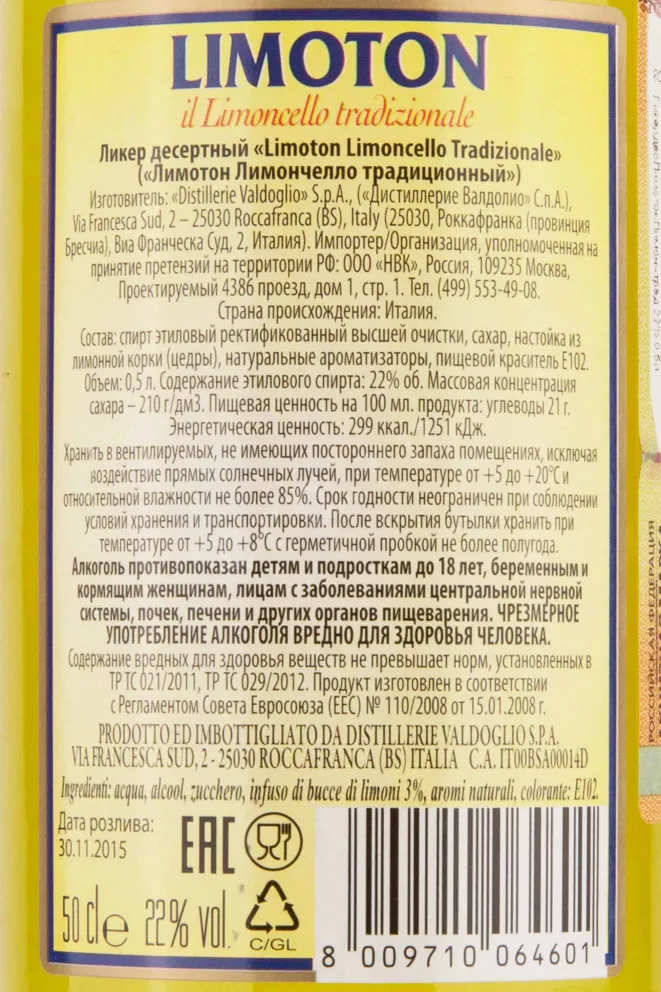 LIMOTON
il Limoncello tradizionale
Ликер десертный «Limoton Limoncello Tradizionale»
(«Лимотон Лимончелло традиционный»)
Изготовитель: «Distillerie Valdoglio» S.p.A., («Дистиллерие Валдолио» С.п.А.),
Via Francesca Sud, 2 – 25030 Roccafranca (BS), Italy (25030, Роккафранка (провинция
Бресчиа), Виа Франческа Суд, 2, Италия). Импортер/Организация, уполномоченная на
принятие претензий на территории РФ: ООО «НВК», Россия, 109235 Москва,
Проектируемый 4386 проезд, дом 1, стр. 1. Тел. (499) 553-49-08.
Страна происхождения: Италия.
Состав: спирт этиловый ректификованный высшей очистки, сахар, настойка из
лимонной корки (цедры), натуральные ароматизаторы, пищевой краситель Е102.
Объем: 0,5 л. Содержание этилового спирта: 22% об. Массовая концентрация
сахара – 210 г/дм3. Пищевая ценность на 100 мл. продукта: углеводы 21 г.
Энергетическая ценность: 299 ккал./1251 кДж.
Хранить в вентилируемых, не имеющих постороннего запаха помещениях, исключая
воздействие прямых солнечных лучей, при температуре от +5 до +20°С и
относительной влажности не более 85%. Срок годности неограничен при соблюдении
условий хранения и транспортировки. После вскрытия бутылки хранить при
температуре от +5 до +8°С с герметичной пробкой не более полугода.
Алкоголь противопоказан детям и подросткам до 18 лет, беременным и
кормящим женщинам, лицам с заболеваниями центральной нервной
системы, почек, печени и других органов пищеварения. ЧРЕЗМЕРНОЕ
УПОТРЕБЛЕНИЕ АЛКОГОЛЯ ВРЕДНО ДЛЯ ЗДОРОВЬЯ ЧЕЛОВЕКА.
Содержание вредных для здоровья веществ не превышает норм, установленных в
ТР ТС 021/2011, ТР ТС 029/2012. Продукт изготовлен в соответствии
с Регламентом Совета Евросоюза (ЕЕС) № 110/2008 от 15.01.2008 г.
PRODOTTO ED IMBOTTIGLIATO DA DISTILLERIE VALDOGLIO S.P.A.
VIA FRANCESCA SUD, 2 - 25030 ROCCAFRANCA (BS) ITALIA C.A. IT00BSA00014D
Ingredienti: acqua, alcool, zucchero, infuso di bucce di limoni 3%, aromi naturali, colorante: E102.
Дата розлива:
30.11.2015
EAC
50 cl e 22% vol.
C/GL
8 009710 064601
РОССИЙСКАЯ ФЕДЕРАЦИЯ